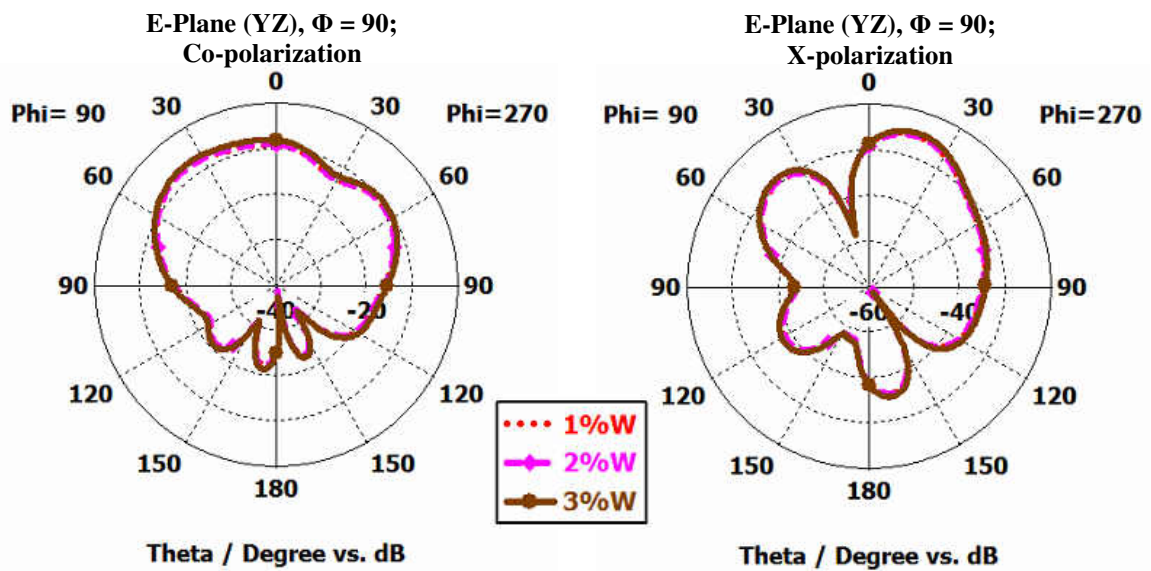 E-Plane (YZ), Φ = 90;
Co-polarization
0
30
30
Phi= 90
Phi=270
60
60
90
90
-40
-20
120
120
150
150
180
Theta / Degree vs. dB
E-Plane (YZ), Φ = 90;
X-polarization
0
30
30
Phi= 90
Phi=270
60
60
90
90
-60
-40
120
120
150
150
180
Theta / Degree vs. dB
1%W
2%W
3%W